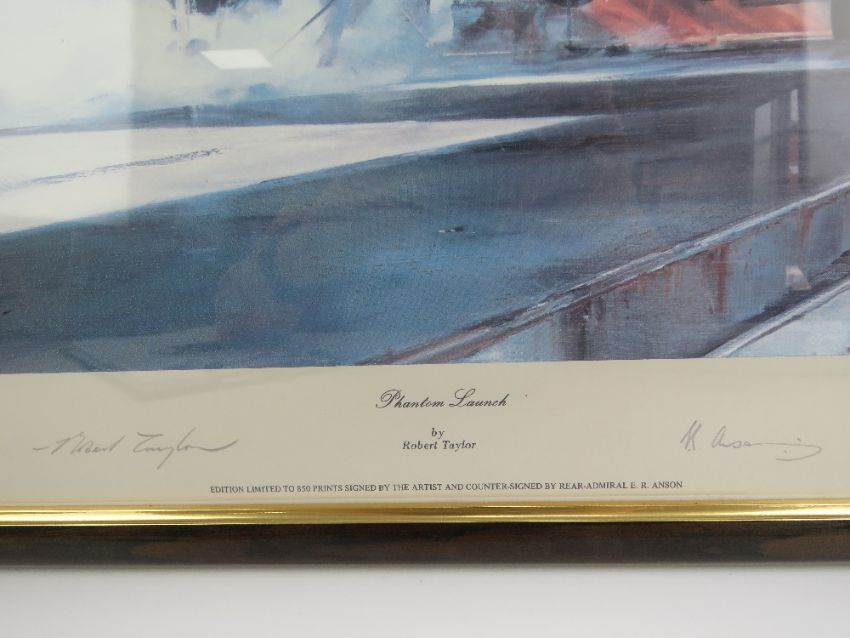 Phantom Launch
by
Robert Taylor
Robert Taylor
Anson
EDITION LIMITED TO 850 PRINTS SIGNED BY THE ARTIST AND COUNTER-SIGNED BY REAR-ADMIRAL E. R. ANSON